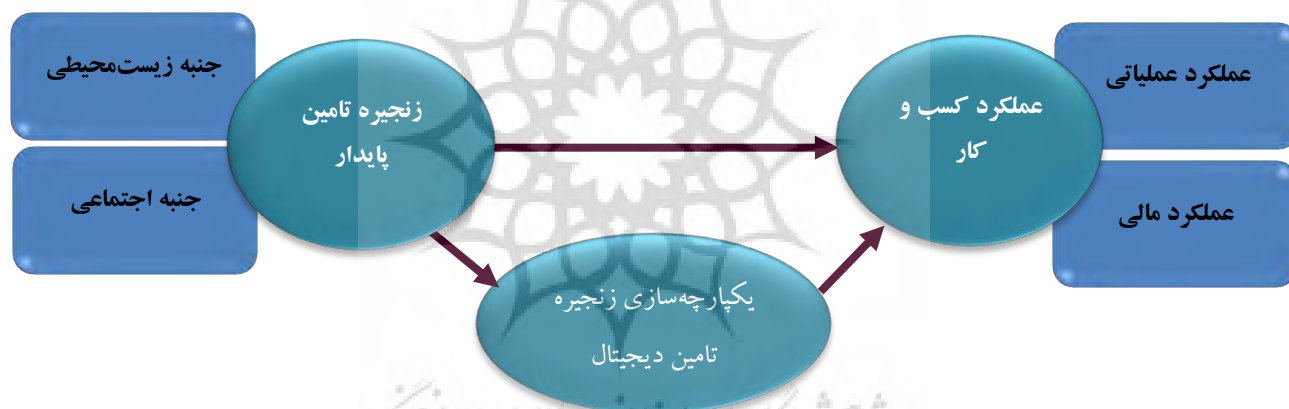 جنبه زیست‌محیطی
جنبه اجتماعی
زنجیره تامین
پایدار
یکپارچه‌سازی زنجیره
تامین دیجیتال
عملکرد کسب و
کار
عملکرد عملیاتی
عملکرد مالی